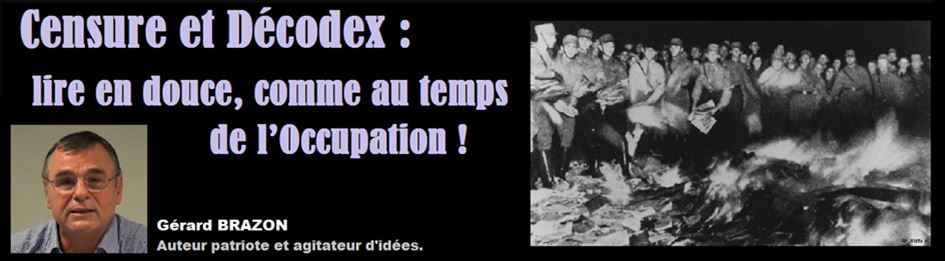 Censure et Décodex :
lire en douce, comme au temps
de l'Occupation !
Gérard BRAZON
Auteur patriote et agitateur d'idées.